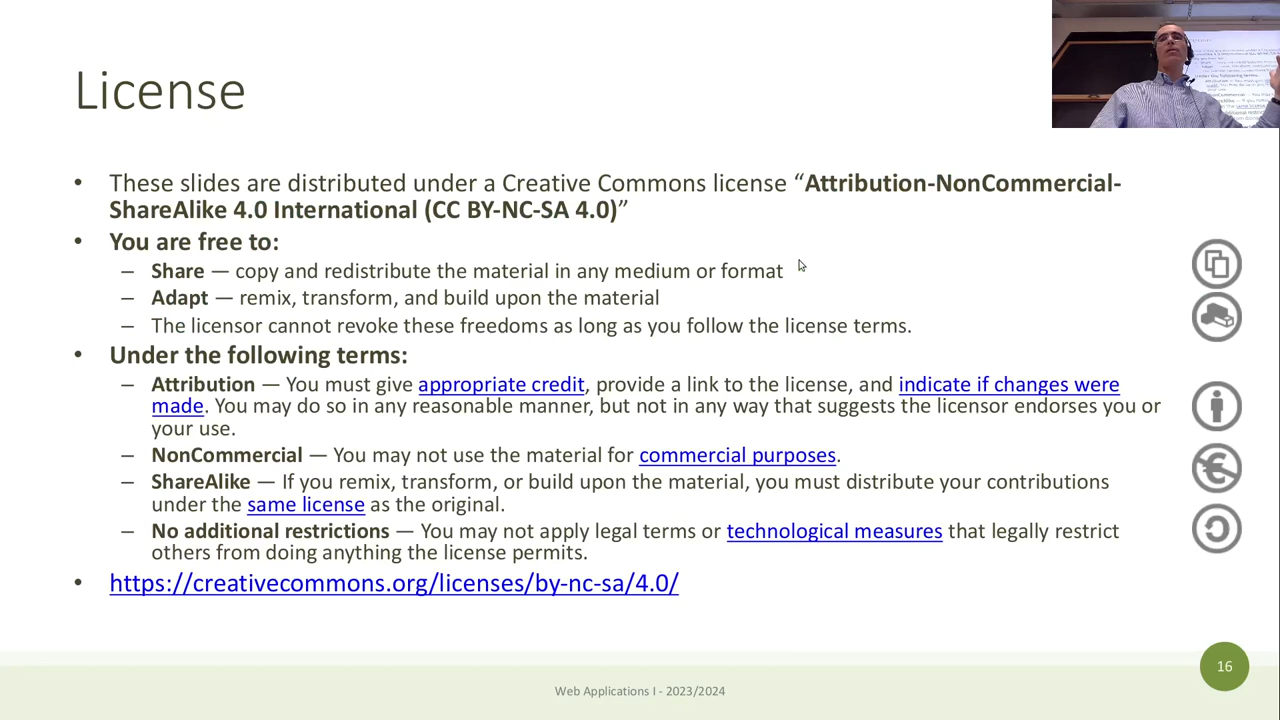 License
• These slides are distributed under a Creative Commons license “Attribution-NonCommercial-
ShareAlike 4.0 International (CC BY-NC-SA 4.0)”
• You are free to:
– Share — copy and redistribute the material in any medium or format
– Adapt — remix, transform, and build upon the material
– The licensor cannot revoke these freedoms as long as you follow the license terms.
• Under the following terms:
– Attribution — You must give appropriate credit, provide a link to the license, and indicate if changes were
made. You may do so in any reasonable manner, but not in any way that suggests the licensor endorses you or
your use.
– NonCommercial — You may not use the material for commercial purposes.
– ShareAlike — If you remix, transform, or build upon the material, you must distribute your contributions
under the same license as the original.
– No additional restrictions — You may not apply legal terms or technological measures that legally restrict
others from doing anything the license permits.
• https://creativecommons.org/licenses/by-nc-sa/4.0/
16
Web Applications I - 2023/2024